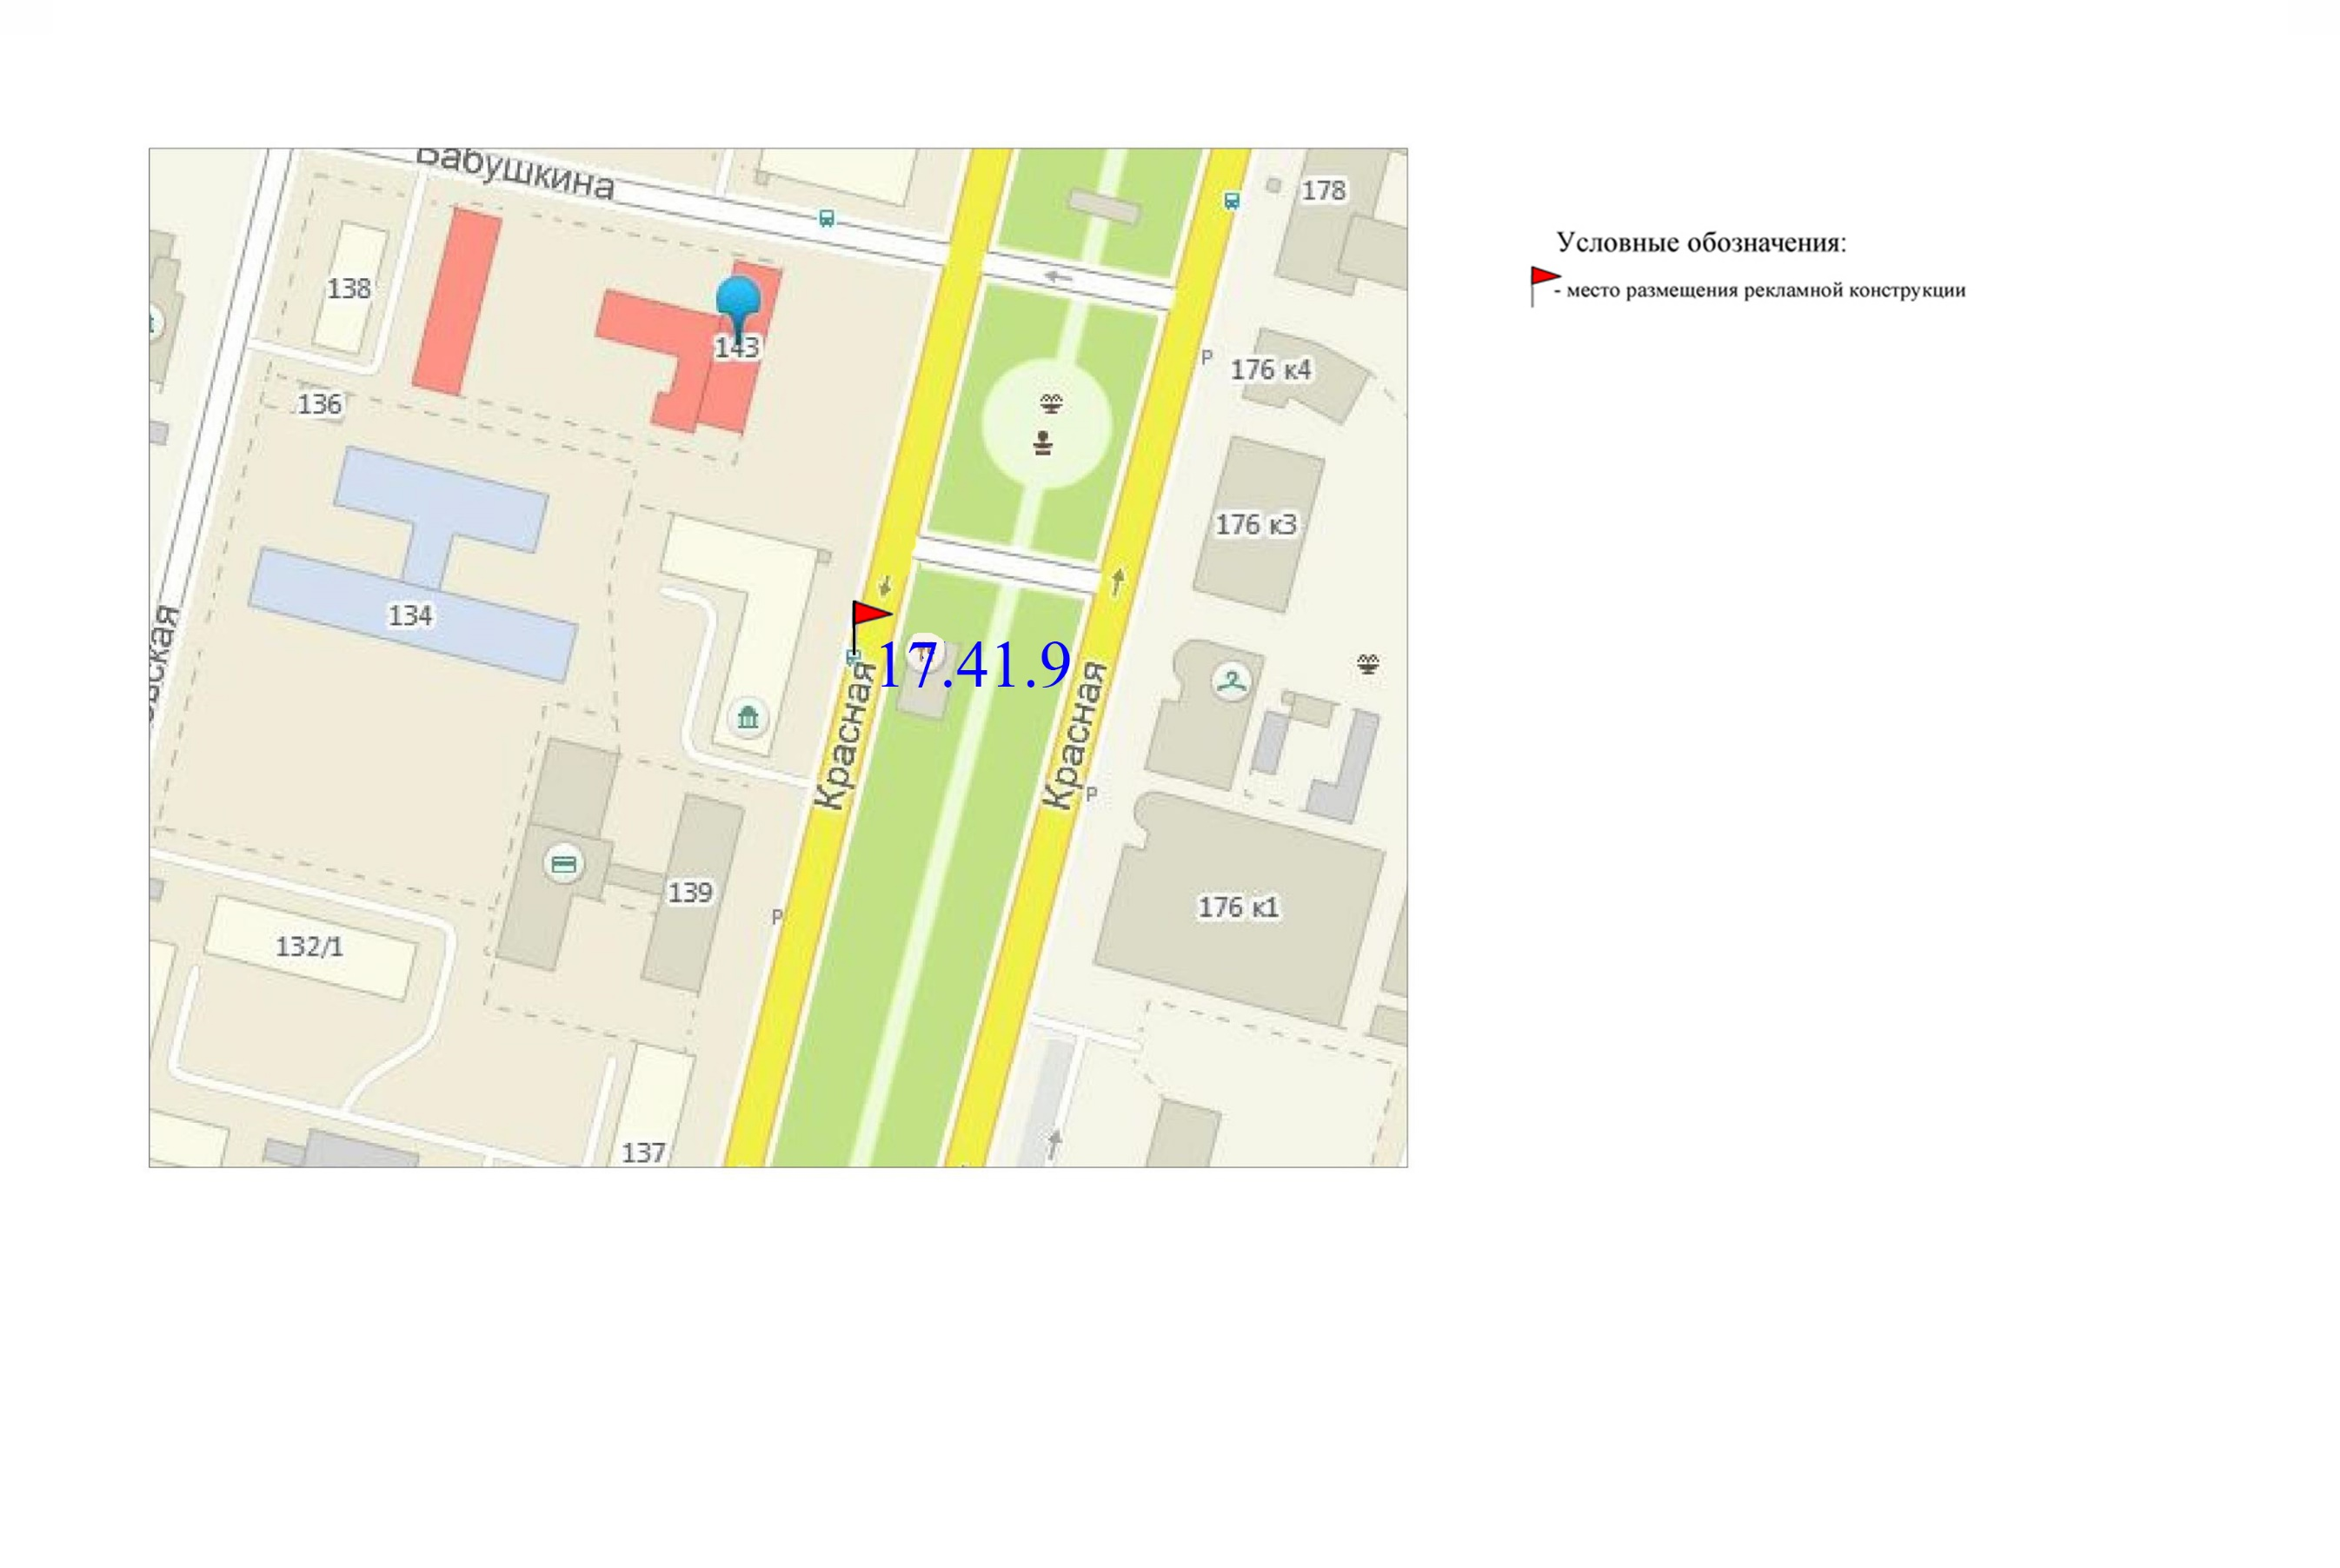 Бабушкина
178
Условные обозначения:
- место размещения рекламной конструкции
138
143
P
176 к4
136
176 к3
134
17.41.9
Красная
Красная
P
139
176 к1
P
132/1
137